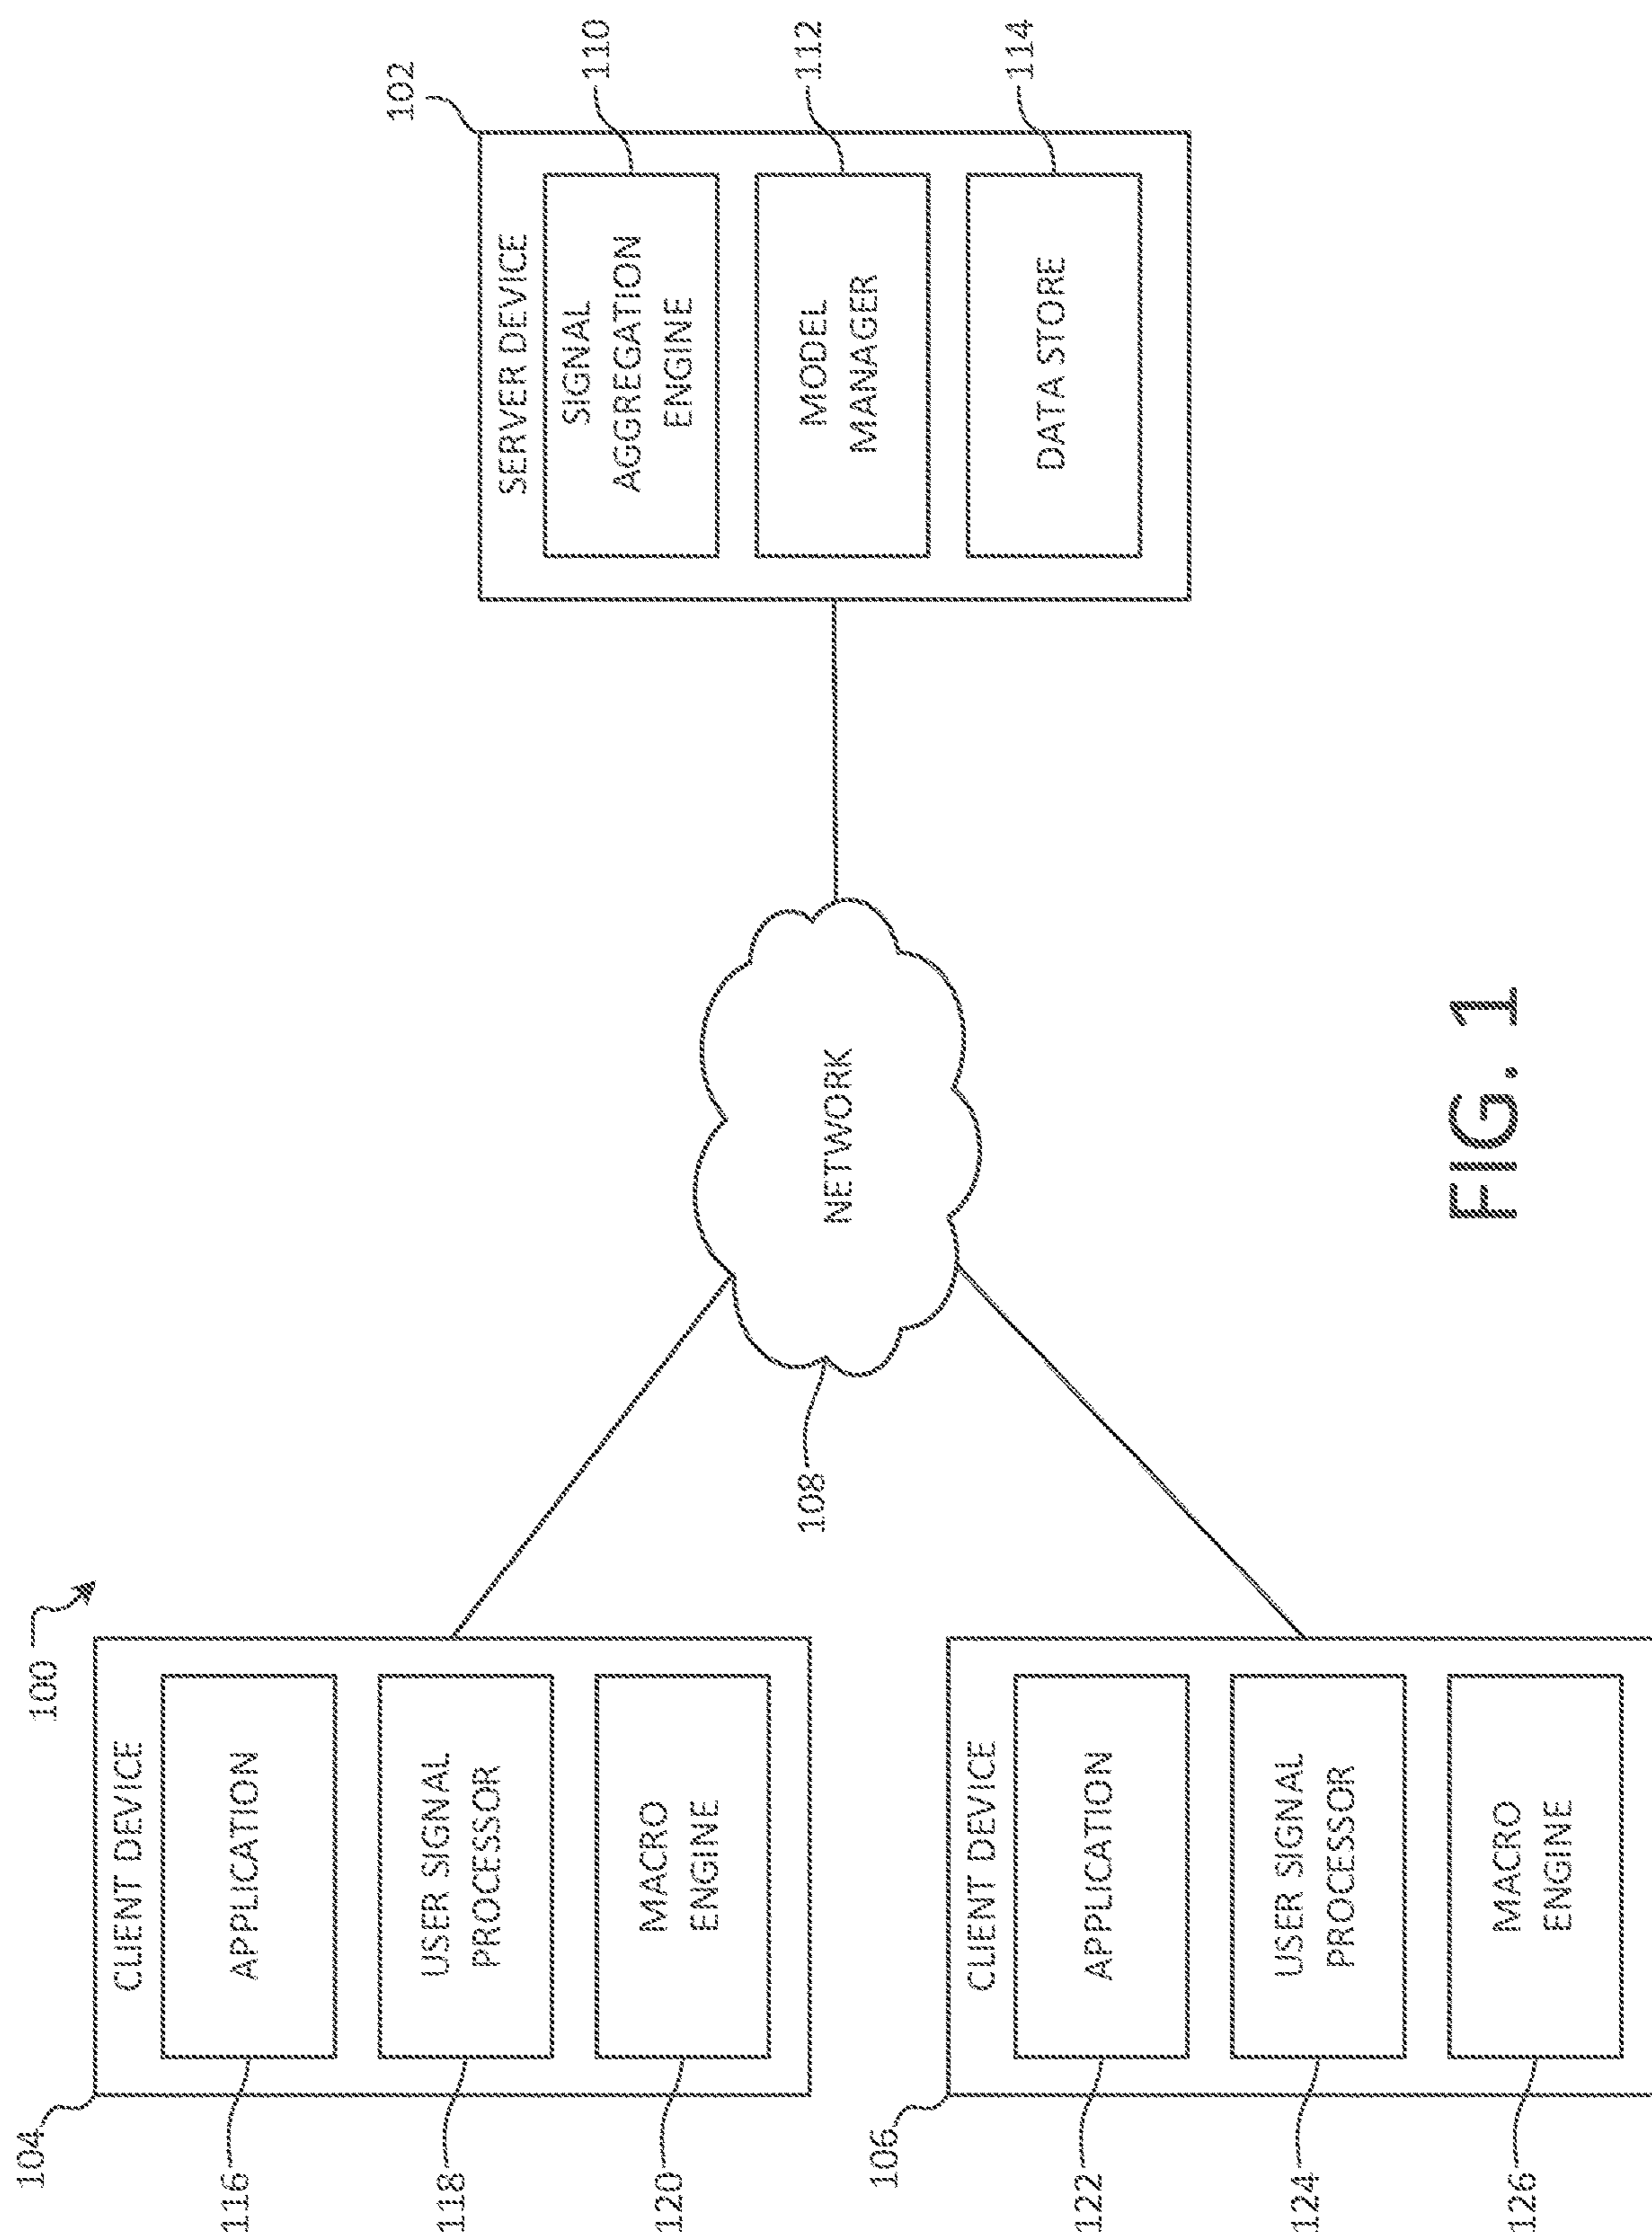 100
104
CLIENT DEVICE
116
APPLICATION
118
USER SIGNAL
PROCESSOR
120
MACRO
ENGINE
106
CLIENT DEVICE
122
APPLICATION
124
USER SIGNAL
PROCESSOR
126
MACRO
ENGINE
108
NETWORK
102
SERVER DEVICE
SIGNAL
AGGREGATION
ENGINE
110
MODEL
MANAGER
112
DATA STORE
114
FIG. 1